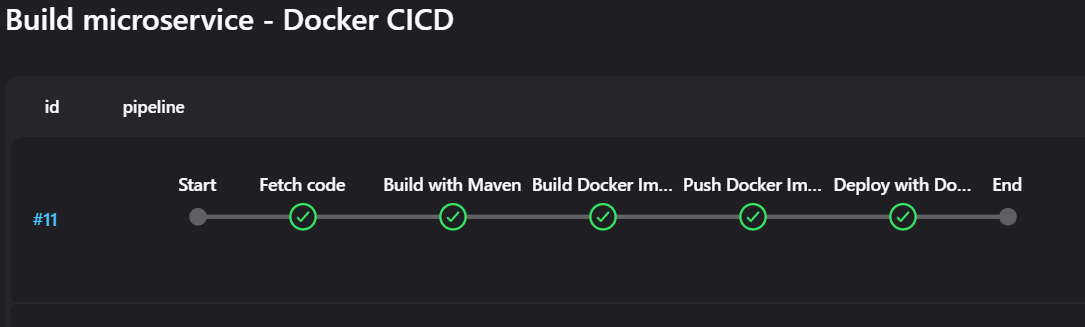 Build microservice - Docker CICD
id pipeline
Start Fetch code Build with Maven Build Docker Im... Push Docker Im... Deploy with Do... End
#11